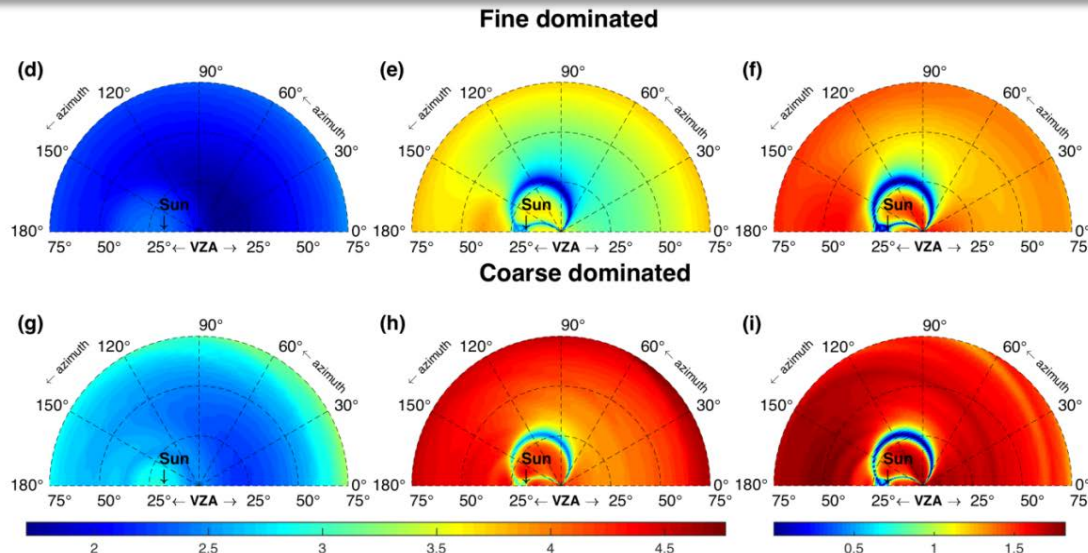 Fine dominated
(d)
(e)
(f)
90°
90°
90°
120°
60°
120°
60°
120°
60°
← azimuth
← azimuth
← azimuth
← azimuth
← azimuth
← azimuth
150°
30°
150°
30°
150°
30°
Sun
Sun
Sun
180°
0°
180°
0°
180°
0°
75° 50° 25° ← VZA → 25° 50° 75°
75° 50° 25° ← VZA → 25° 50° 75°
75° 50° 25° ← VZA → 25° 50° 75°
Coarse dominated
(g)
(h)
(i)
90°
90°
90°
120°
60°
120°
60°
120°
60°
← azimuth
← azimuth
← azimuth
← azimuth
← azimuth
← azimuth
150°
30°
150°
30°
150°
30°
Sun
Sun
Sun
180°
0°
180°
0°
180°
0°
75° 50° 25° ← VZA → 25° 50° 75°
75° 50° 25° ← VZA → 25° 50° 75°
75° 50° 25° ← VZA → 25° 50° 75°
2 2.5 3 3.5 4 4.5
0.5 1 1.5